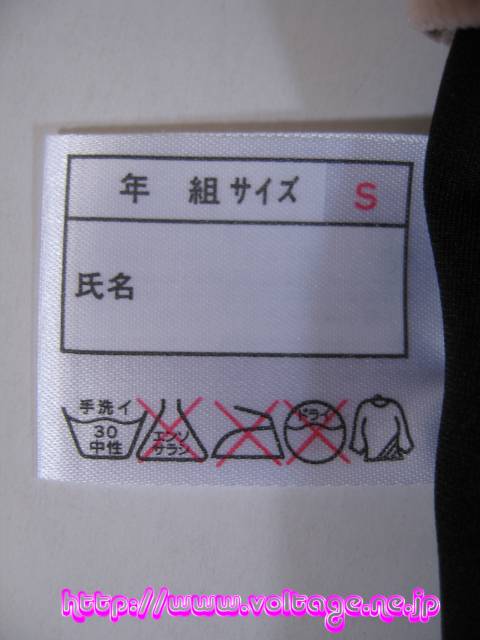 年 組 サイズ S
氏名
手洗イ
30
中性
エンソ
サラシ
ドライ
http://www.voltage.ne.jp